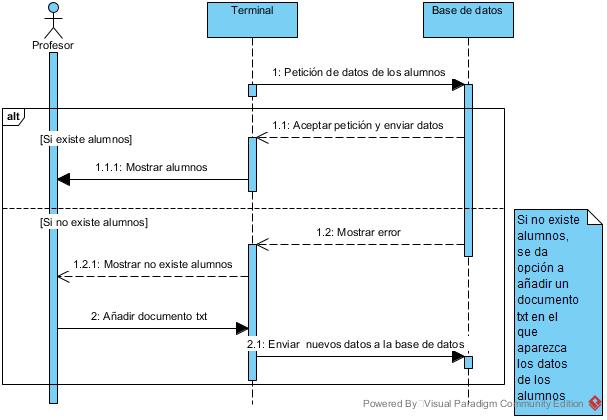 Terminal
Base de datos
Profesor
1: Petición de datos de los alumnos
alt
1.1: Aceptar petición y enviar datos
[Si existe alumnos]
1.1.1: Mostrar alumnos
[Si no existe alumnos]
1.2: Mostrar error
1.2.1: Mostrar no existe alumnos
2: Añadir documento txt
2.1: Enviar nuevos datos a la base de datos
Si no existe
alumnos,
se da
opción a
añadir un
documento
txt en el
que
aparezca
los datos
de los
alumnos
Powered By Visual Paradigm Community Edition